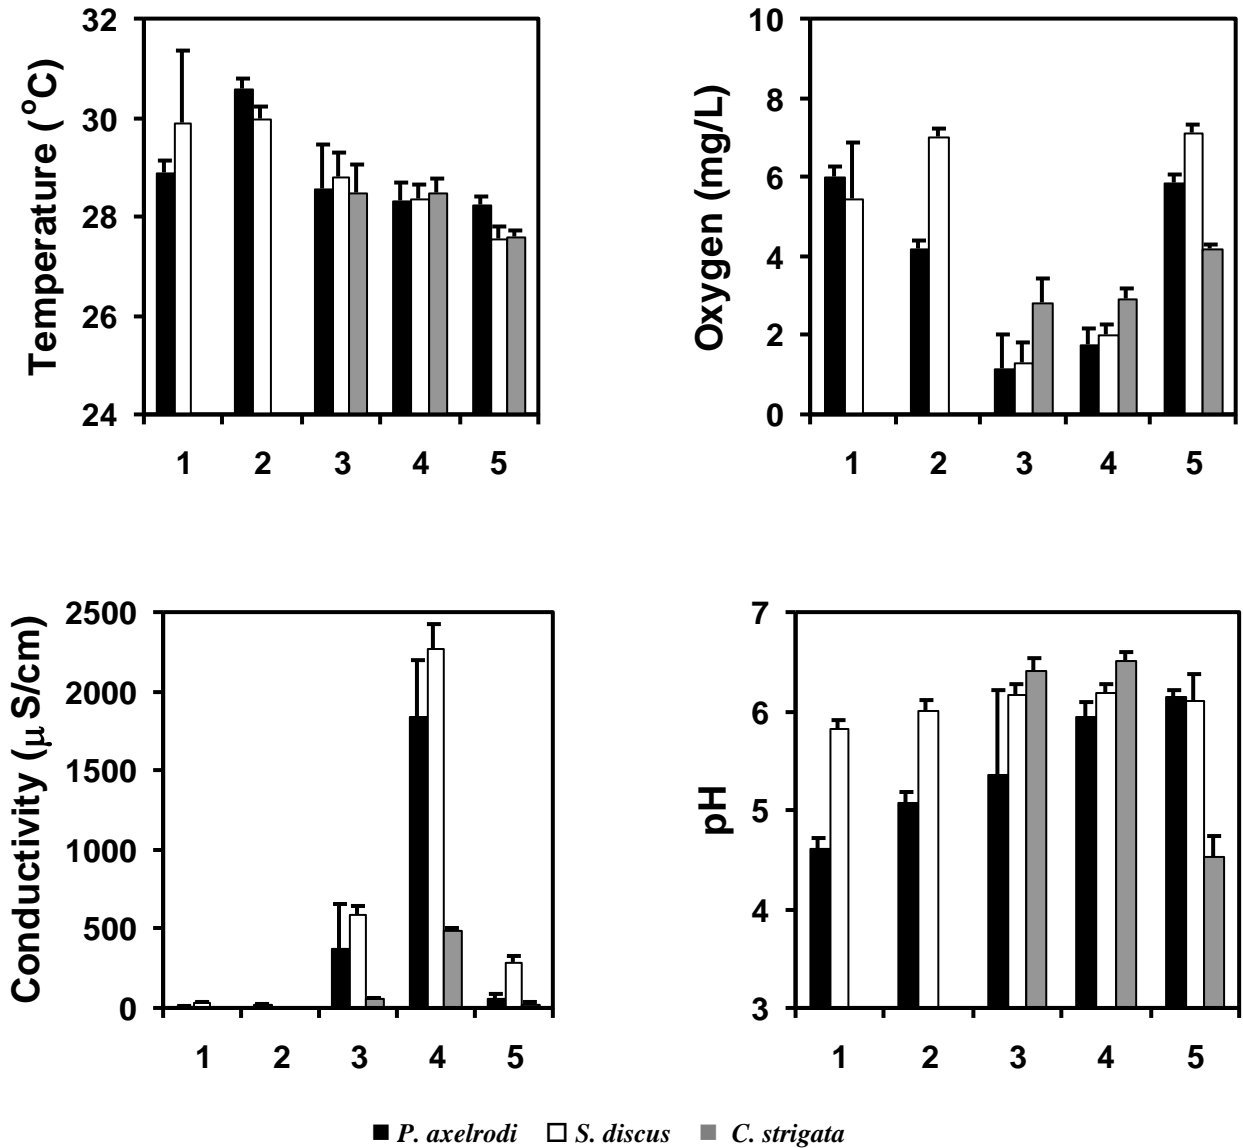 Temperature (°C)
32
30
28
26
24
1 2 3 4 5
Oxygen (mg/L)
10
8
6
4
2
0
1 2 3 4 5
Conductivity (μ S/cm)
2500
2000
1500
1000
500
0
1 2 3 4 5
pH
7
6
5
4
3
1 2 3 4 5
P. axelrodi S. discus C. strigata